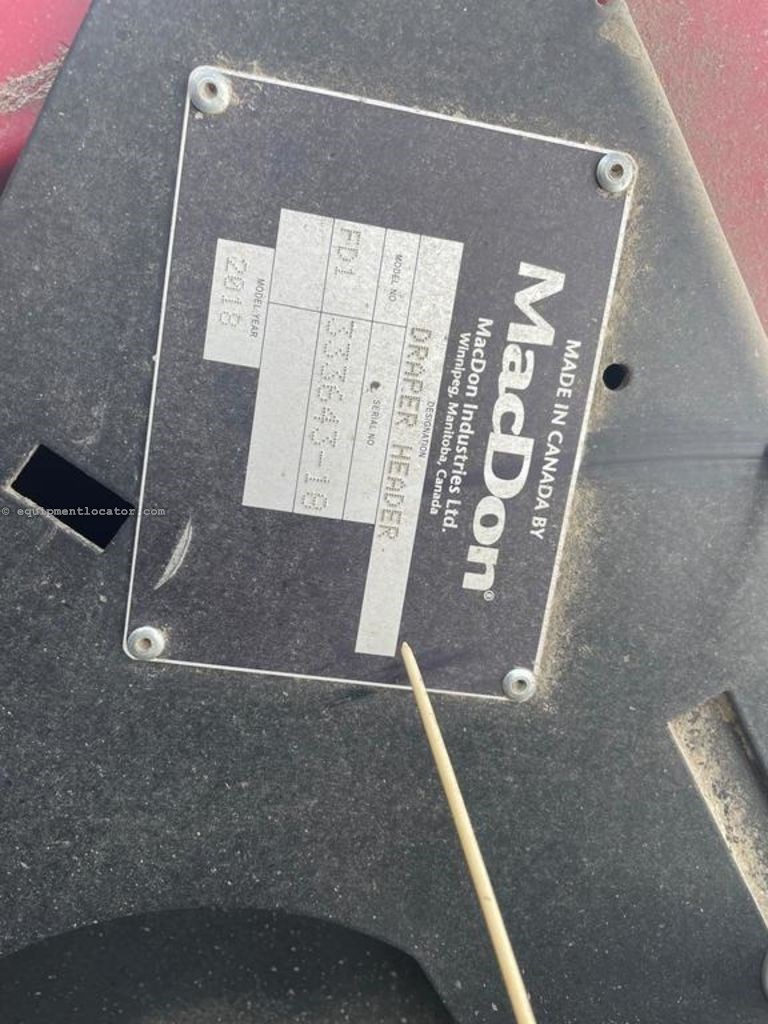 MADE IN CANADA BY
MacDon®
MacDon Industries Ltd.
Winnipeg, Manitoba, Canada
DESIGNATION
DRAPER HEADER.
MODEL NO.
SERIAL NO
FD1
333643-18
MODEL YEAR
2018
© equipmentlocator.com